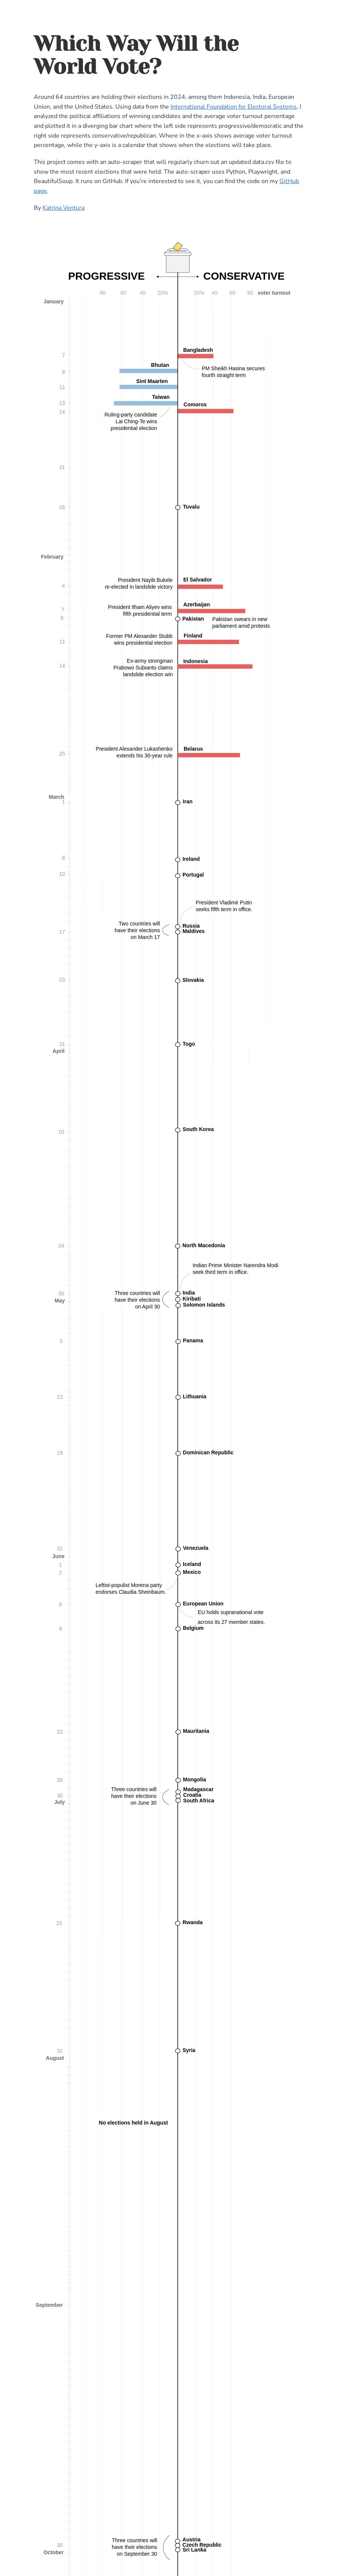 Which Way Will the
World Vote?
Around 64 countries are holding their elections in 2024, among them Indonesia, India, European
Union, and the United States. Using data from the International Foundation for Electoral Systems, I
analyzed the political affiliations of winning candidates and the average voter turnout percentage
and plotted it in a diverging bar chart where the left side represents progressive/democratic and the
right side represents conservative/republican. Where in the x-axis shows average voter turnout
percentage, while the y-axis is a calendar that shows when the elections will take place.
This project comes with an auto-scraper that will regularly churn out an updated data.csv file to
show the most recent elections that were held. The auto-scraper uses Python, Playwright, and
BeautifulSoup. It runs on GitHub. If you're interested to see it, you can find the code on my GitHub
page.
By Katrina Ventura
PROGRESSIVE CONSERVATIVE
80 60 40 20% 20% 40 60 80 voter turnout
January
Bangladesh
7
PM Sheikh Hasina secures
fourth straight term
Bhutan
9
Sint Maarten
11
Taiwan
13
Comoros
14
Ruling-party candidate
Lai Ching-Te wins
presidential election
21
26 Tuvalu
February
4
President Nayib Bukele
re-elected in landslide victory
El Salvador
7
President Ilham Aliyev wins
fifth presidential term
Azerbaijan
8 Pakistan
Pakistan swears in new
parliament amid protests
11
Former PM Alexander Stubb
wins presidential election
Finland
14
Ex-army strongman
Prabowo Subianto claims
landslide election win
Indonesia
25
President Alexander Lukashenko
extends his 30-year rule
Belarus
March
1 Iran
8 Ireland
10 Portugal
President Vladimir Putin
seeks fifth term in office.
17
Two countries will
have their elections
on March 17
Russia
Maldives
23 Slovakia
31 Togo
April
10 South Korea
24 North Macedonia
Indian Prime Minister Narendra Modi
seek third term in office.
30
Three countries will
have their elections
on April 30
India
Kiribati
Solomon Islands
May
5 Panama
12 Lithuania
19 Dominican Republic
31 Venezuela
June
1 Iceland
2 Mexico
Leftist-populist Morena party
endorses Claudia Sheinbaum.
6 European Union
EU holds supranational vote
across its 27 member states.
9 Belgium
22 Mauritania
28 Mongolia
30
Three countries will
have their elections
on June 30
Madagascar
Croatia
South Africa
July
15 Rwanda
31 Syria
August
No elections held in August
September
30
Three countries will
have their elections
on September 30
Austria
Czech Republic
Sri Lanka
October